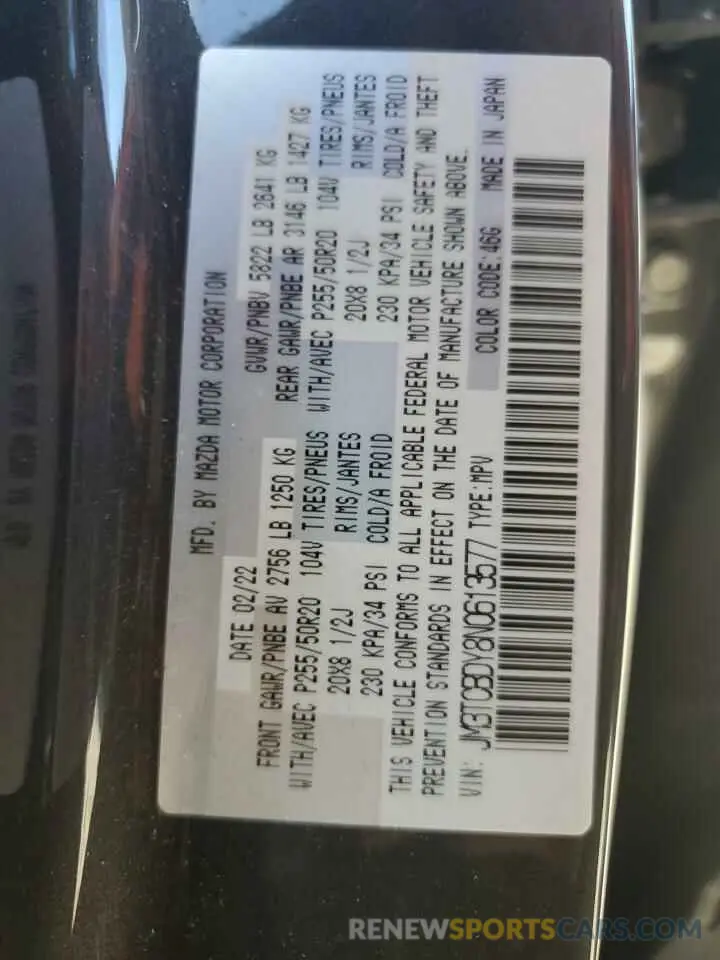 MFD. BY MAZDA MOTOR CORPORATION
DATE 02/22 GVWR/PNBV 5822 LB 2641 KG
FRONT GAWR/PNBE AV 2756 LB 1250 KG REAR GAWR/PNBE AR 3146 LB 1427 KG
WITH/AVEC P255/50R20 104V TIRES/PNEUS WITH/AVEC P255/50R20 104V TIRES/PNEUS
20X8 1/2J RIMS/JANTES 20X8 1/2J RIMS/JANTES
230 KPA/34 PSI COLD/A FROID 230 KPA/34 PSI COLD/A FROID
THIS VEHICLE CONFORMS TO ALL APPLICABLE FEDERAL MOTOR VEHICLE SAFETY AND THEFT
PREVENTION STANDARDS IN EFFECT ON THE DATE OF MANUFACTURE SHOWN ABOVE.
VIN: JM3TCBDY8N0613577 TYPE:MPV COLOR CODE:46G MADE IN JAPAN
RENEWSPORTSCARS.COM